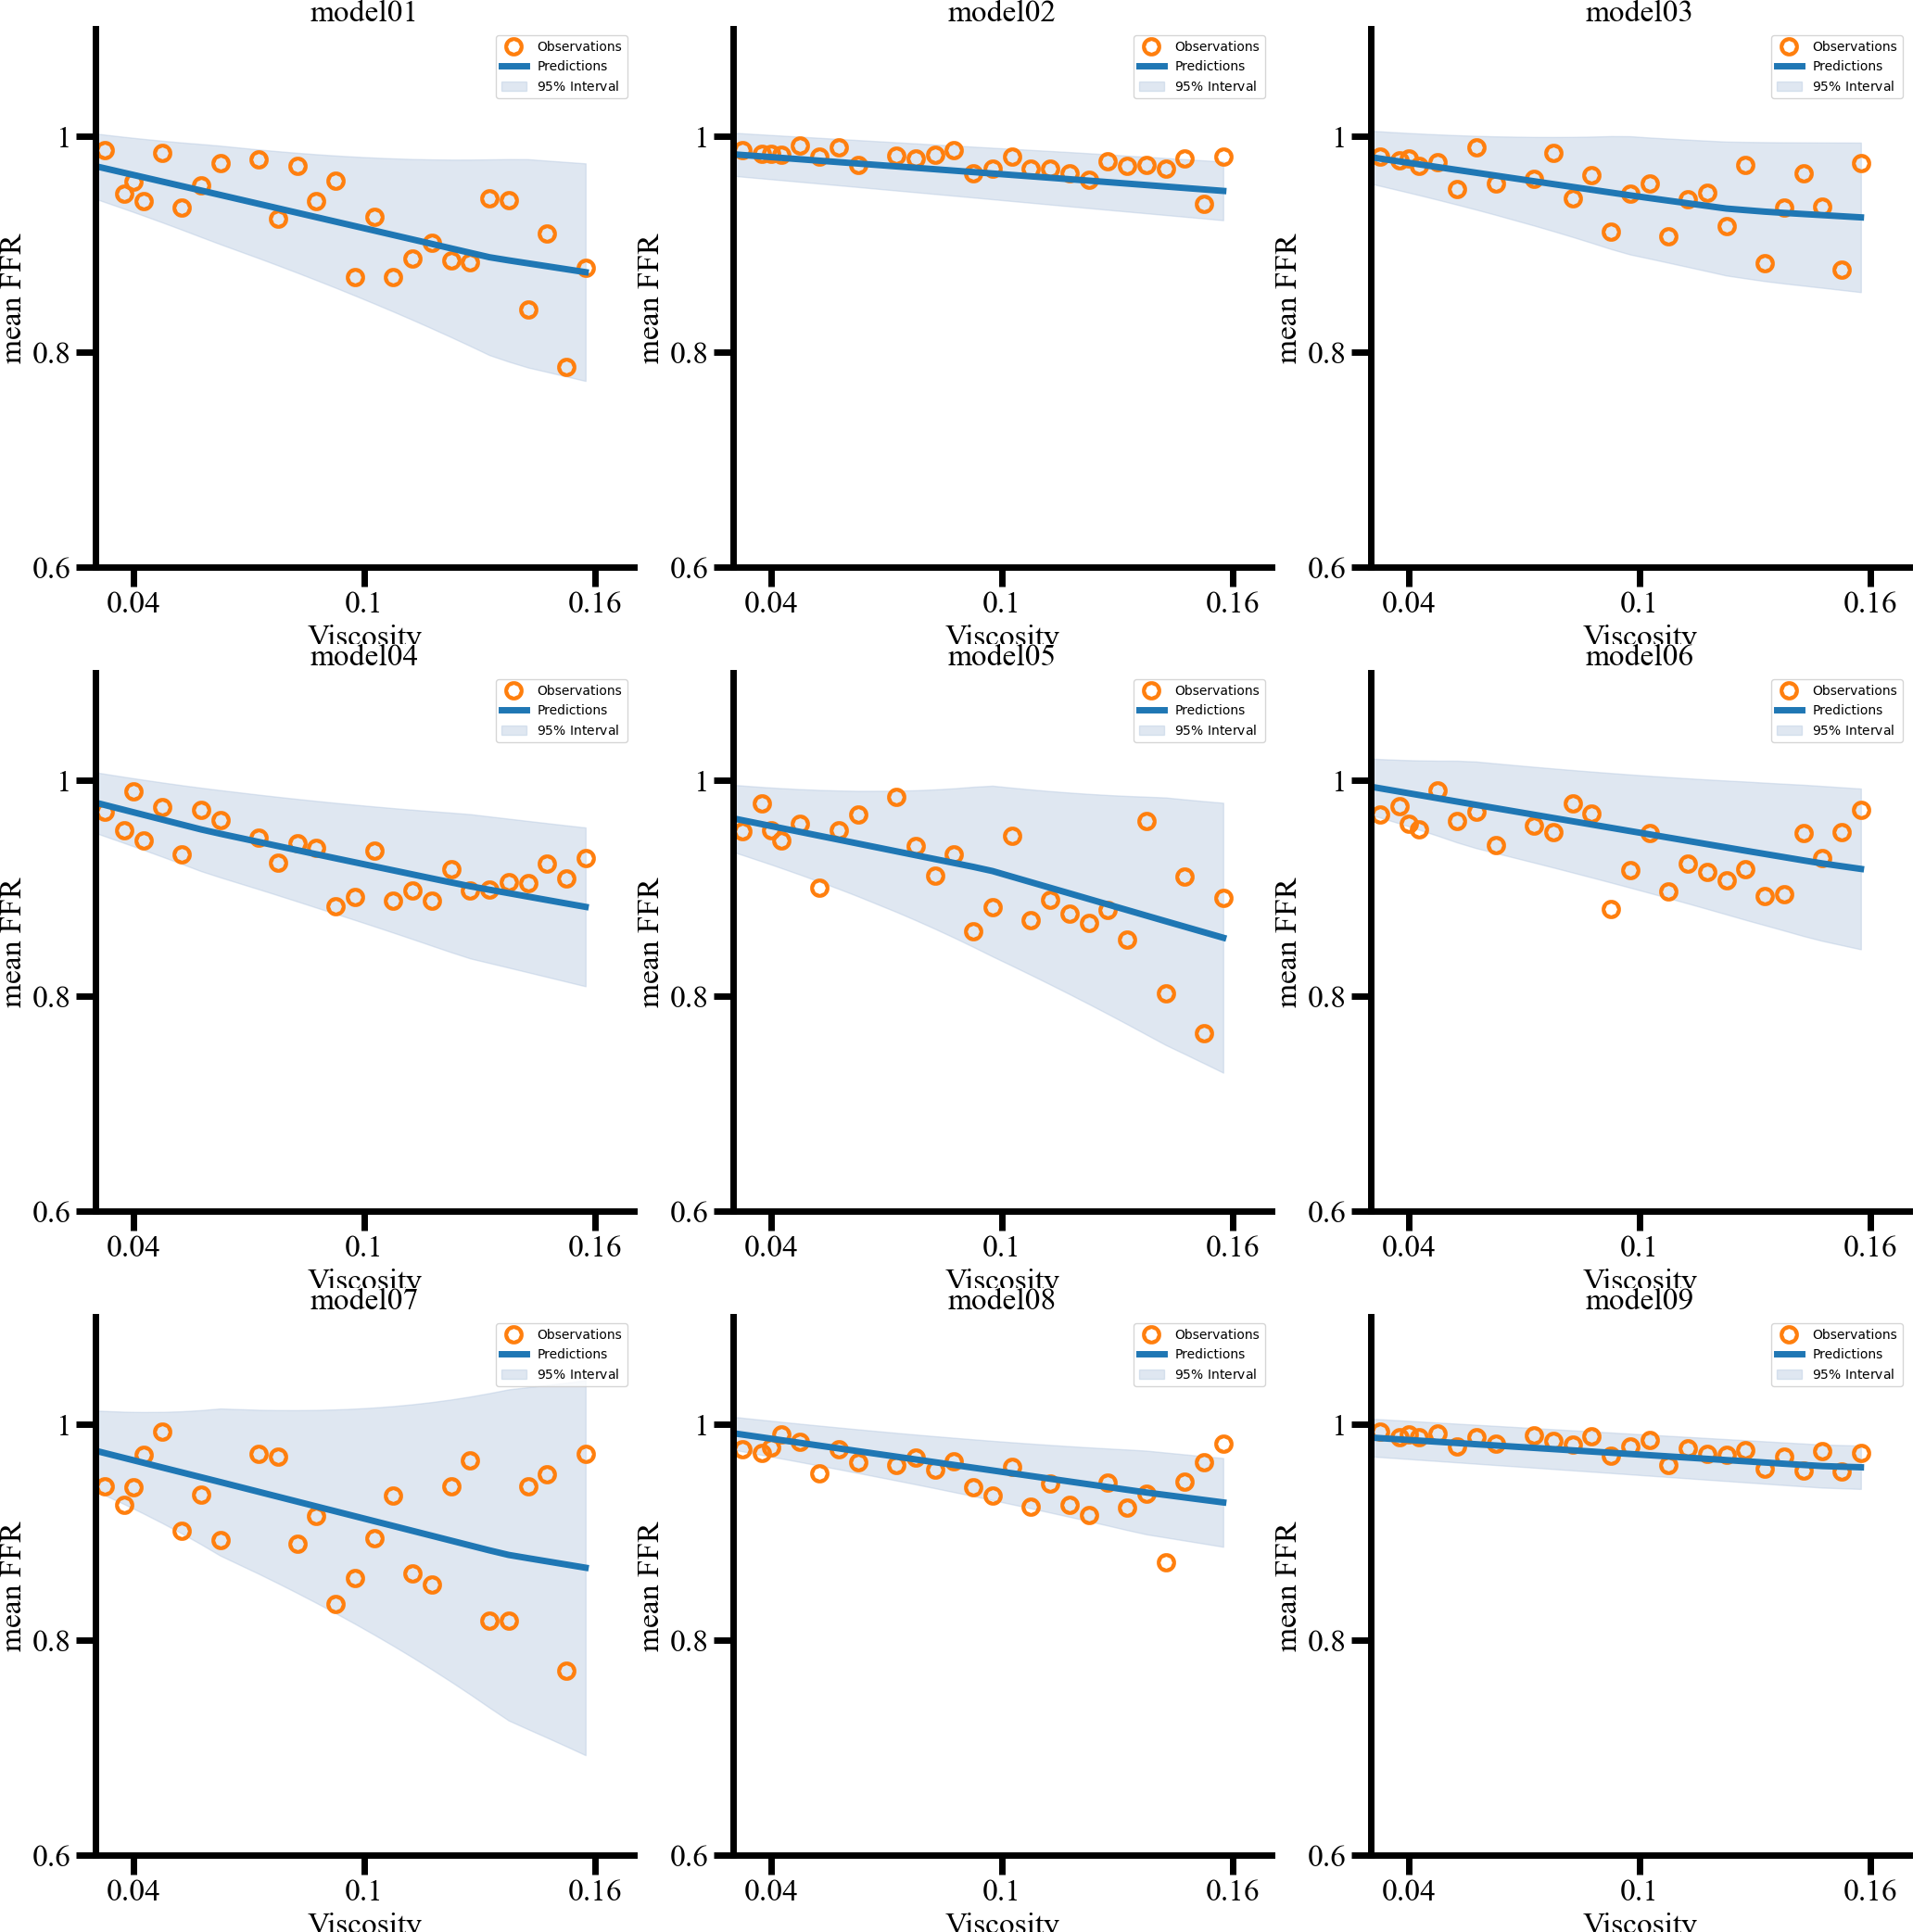 model01
model02
model03
Observations
Predictions
95% Interval
Observations
Predictions
95% Interval
Observations
Predictions
95% Interval
1
0.8
0.6
mean FFR
1
0.8
0.6
mean FFR
1
0.8
0.6
mean FFR
0.04 0.1 0.16
0.04 0.1 0.16
0.04 0.1 0.16
Viscosity
Viscosity
Viscosity
model04
model05
model06
Observations
Predictions
95% Interval
Observations
Predictions
95% Interval
Observations
Predictions
95% Interval
1
0.8
0.6
mean FFR
1
0.8
0.6
mean FFR
1
0.8
0.6
mean FFR
0.04 0.1 0.16
0.04 0.1 0.16
0.04 0.1 0.16
Viscosity
Viscosity
Viscosity
model07
model08
model09
Observations
Predictions
95% Interval
Observations
Predictions
95% Interval
Observations
Predictions
95% Interval
1
0.8
0.6
mean FFR
1
0.8
0.6
mean FFR
1
0.8
0.6
mean FFR
0.04 0.1 0.16
0.04 0.1 0.16
0.04 0.1 0.16
Viscosity
Viscosity
Viscosity